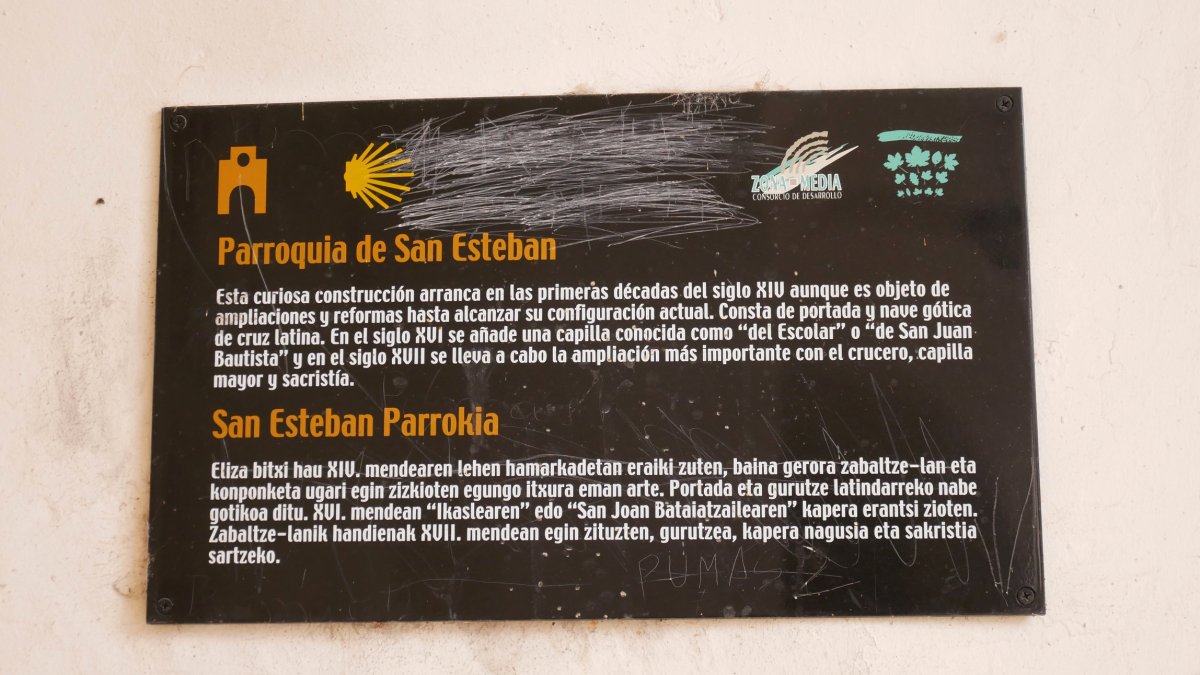 ZONA MEDIA
CONSORCIO DE DESARROLLO
Parroquia de San Esteban
Esta curiosa construcción arranca en las primeras décadas del siglo XIV aunque es objeto de
ampliaciones y reformas hasta alcanzar su configuración actual. Consta de portada y nave gótica
de cruz latina. En el siglo XVI se añade una capilla conocida como “del Escolar” o “de San Juan
Bautista” y en el siglo XVII se lleva a cabo la ampliación más importante con el crucero, capilla
mayor y sacristía.
San Esteban Parrokia
Eliza bitxi hau XIV. mendearen lehen hamarkadetan eraiki zuten, baina gerora zabaltze-lan eta
konponketa ugari egin zizkioten egungo itxura eman arte. Portada eta gurutze latindarreko nabe
gotikoa ditu. XVI. mendean “Ikaslearen” edo “San Joan Bataiatzailearen” kapera erantsi zioten.
Zabaltze-lanik handienak XVII. mendean egin zituzten, gurutzea, kapera nagusia eta sakristia
sartzeko.
PUMAS